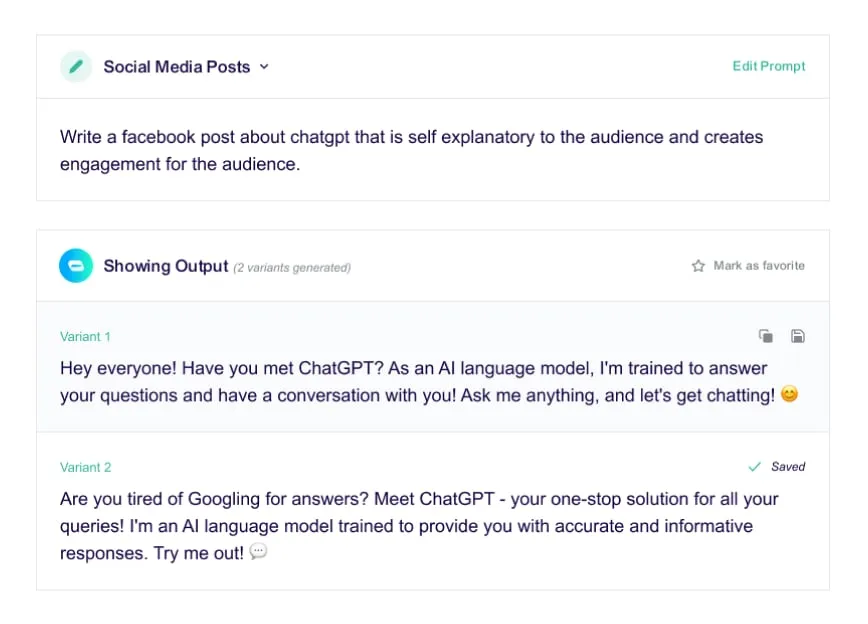 Social Media Posts
Edit Prompt
Write a facebook post about chatgpt that is self explanatory to the audience and creates
engagement for the audience.
Showing Output (2 variants generated)
Mark as favorite
Variant 1
Hey everyone! Have you met ChatGPT? As an AI language model, I'm trained to answer
your questions and have a conversation with you! Ask me anything, and let's get chatting! 😊
Variant 2
Saved
Are you tired of Googling for answers? Meet ChatGPT - your one-stop solution for all your
queries! I'm an AI language model trained to provide you with accurate and informative
responses. Try me out! 💬